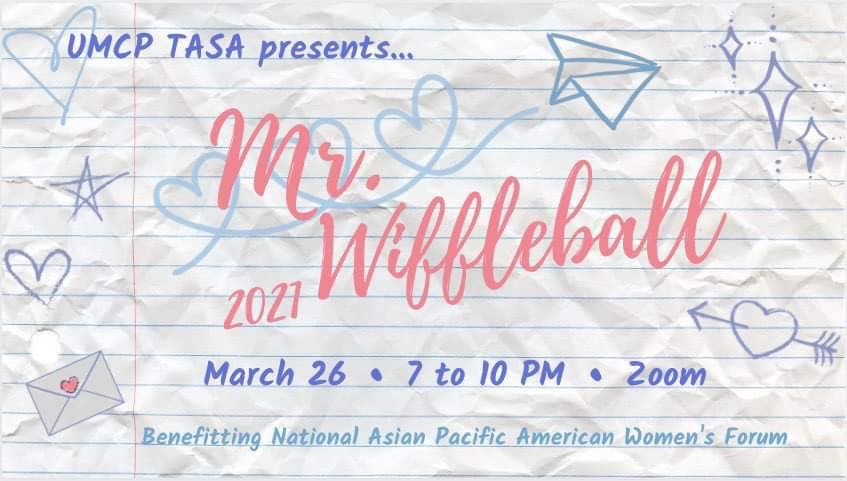 UMCP TASA presents...
Mr.
Wiffleball
2021
March 26 • 7 to 10 PM • Zoom
Benefitting National Asian Pacific American Women's Forum